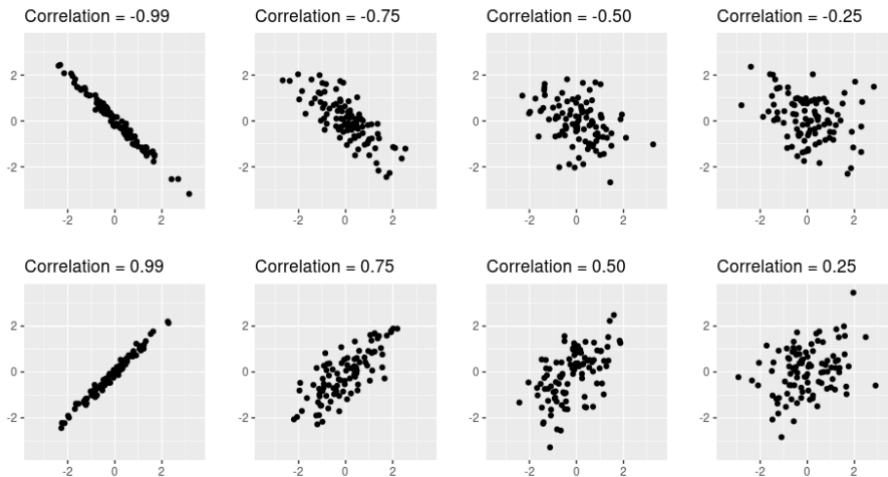 Correlation = -0.99
Correlation = -0.75
Correlation = -0.50
Correlation = -0.25
2
0
-2
2
0
-2
2
0
-2
2
0
-2
-2 0 2
-2 0 2
-2 0 2
-2 0 2
Correlation = 0.99
Correlation = 0.75
Correlation = 0.50
Correlation = 0.25
2
0
-2
2
0
-2
2
0
-2
2
0
-2
-2 0 2
-2 0 2
-2 0 2
-2 0 2